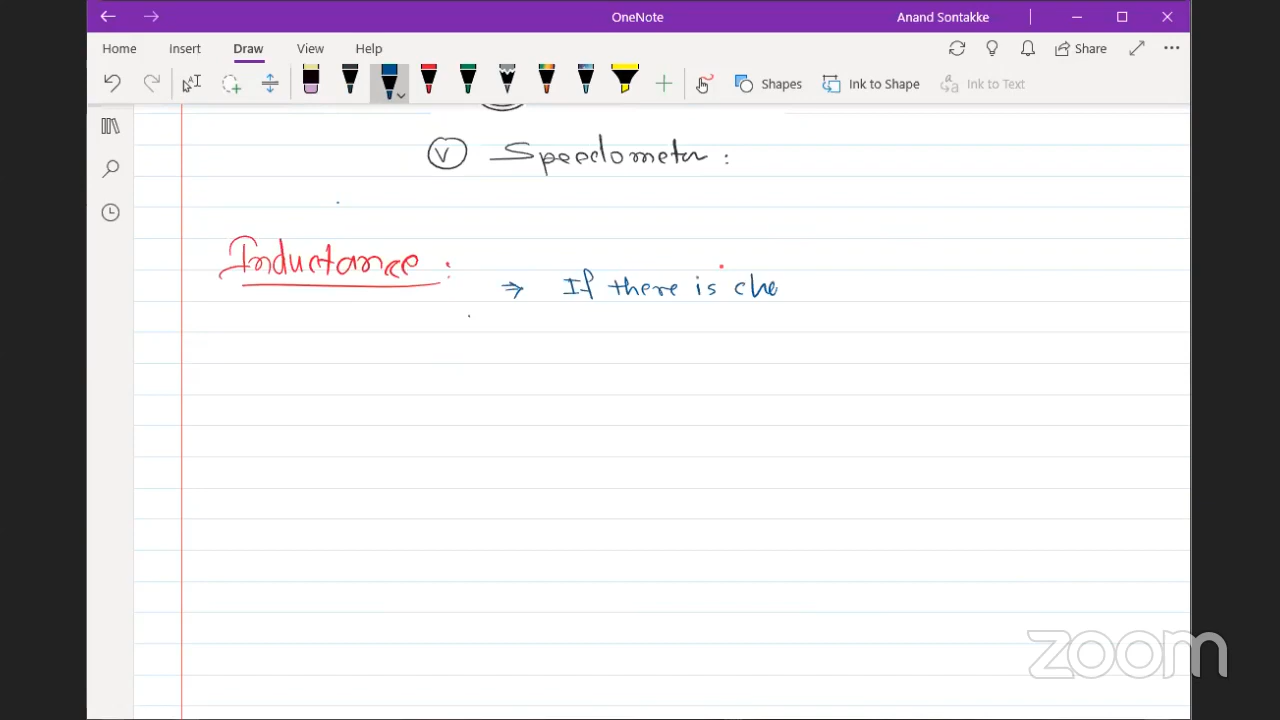 OneNote
Anand Sontakke
Home Insert Draw View Help
Share
Shapes
Ink to Shape
Ink to Text
V Speedometer :
Inductance :
⇒ If there is che
zoom